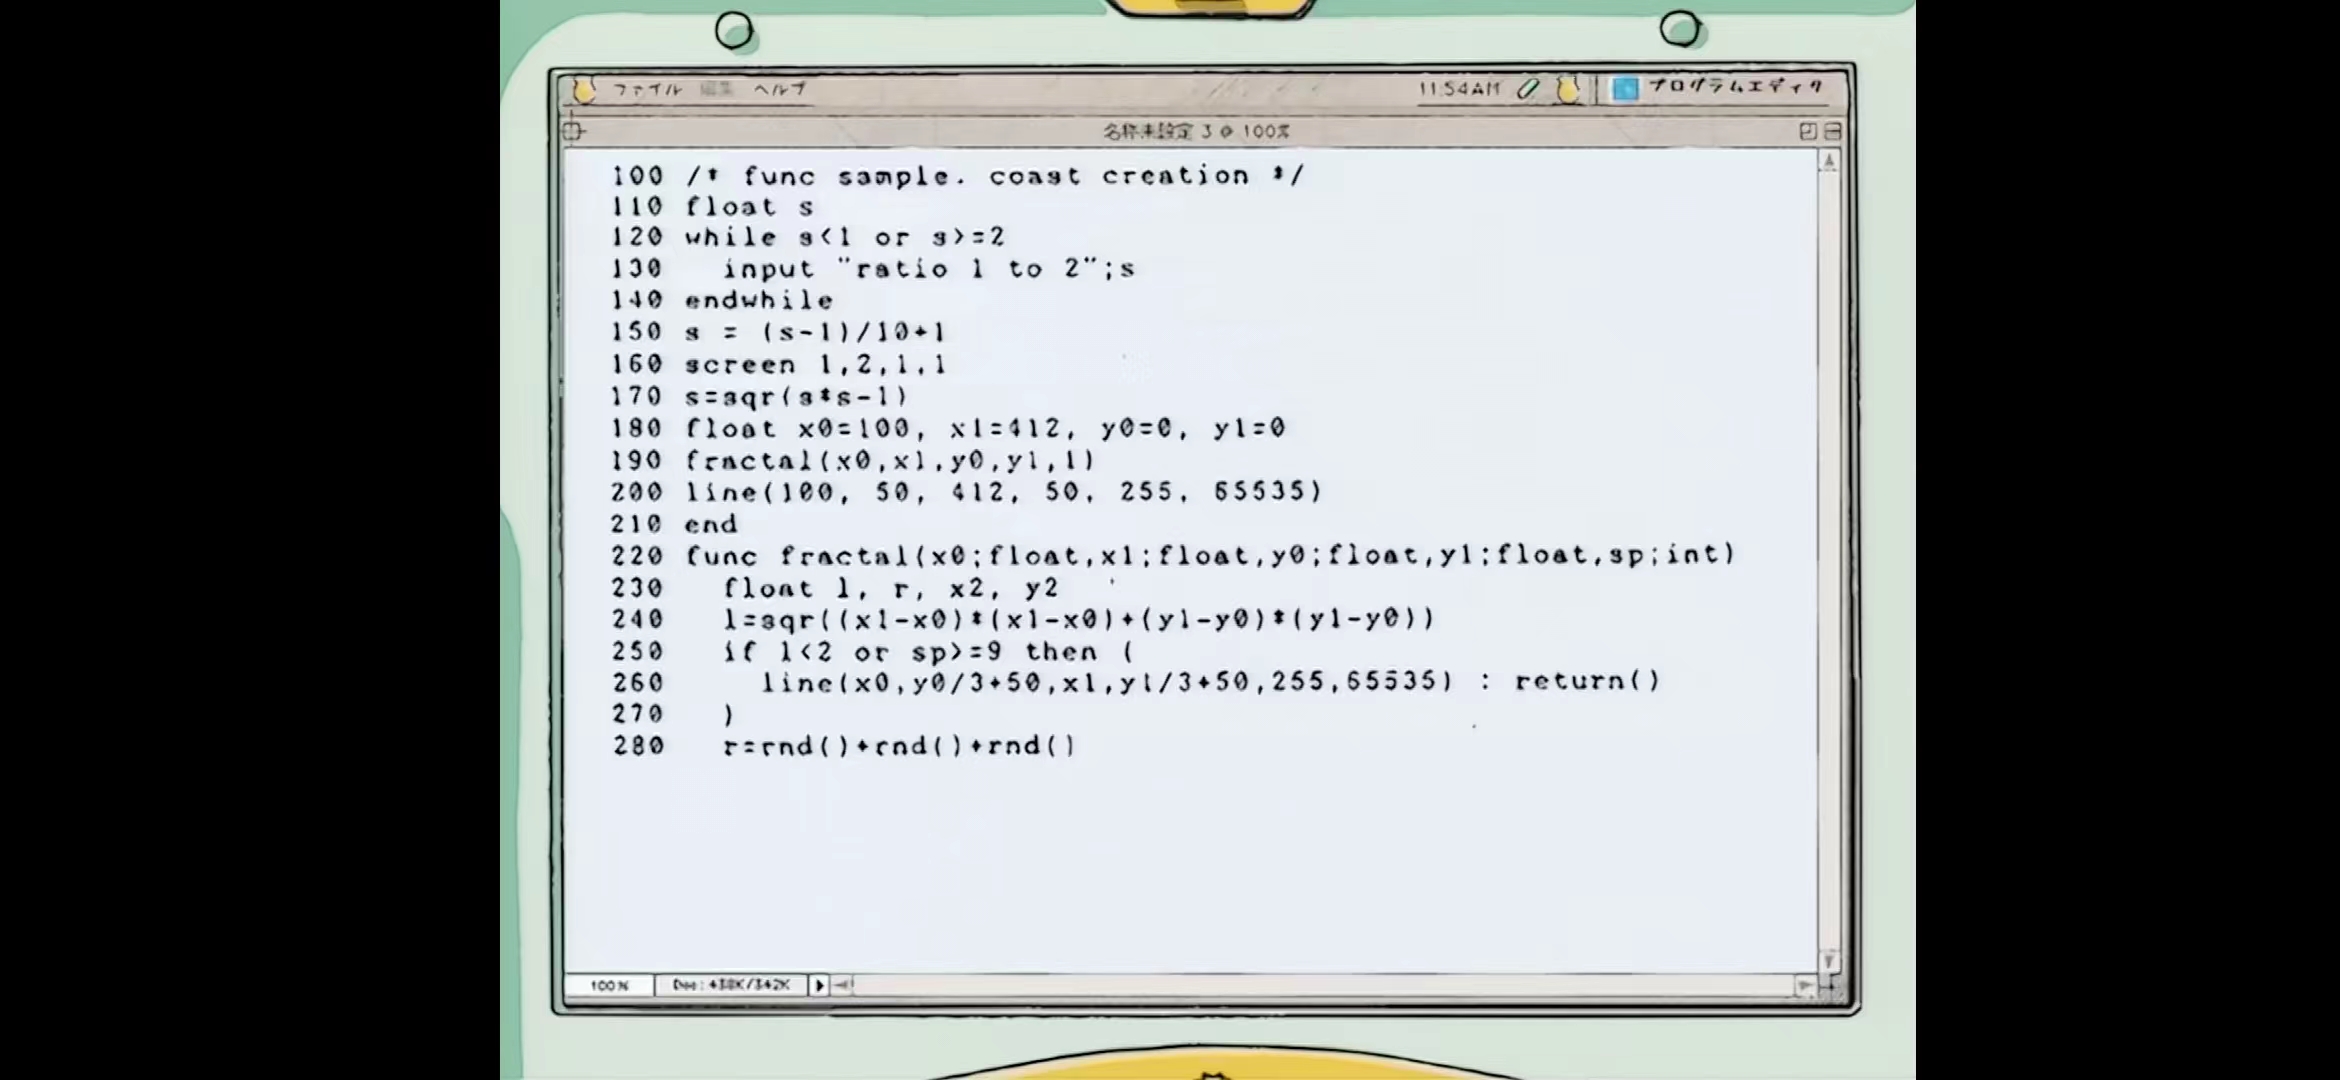 ファイル 編集 ヘルプ 11:54AM プログラムエディタ
名称未設定 3 @ 100%
100 /* func sample. coast creation */
110 float s
120 while s<1 or s>=2
130 input "ratio 1 to 2";s
140 endwhile
150 s = (s-1)/10+1
160 screen 1,2,1,1
170 s=sqr(s*s-1)
180 float x0=100, x1=412, y0=0, y1=0
190 fractal(x0,x1,y0,y1,1)
200 line(100, 50, 412, 50, 255, 65535)
210 end
220 func fractal(x0;float,x1;float,y0;float,y1;float,sp;int)
230 float l, r, x2, y2
240 l=sqr((x1-x0)*(x1-x0)+(y1-y0)*(y1-y0))
250 if l<2 or sp>=9 then {
260 line(x0,y0/3+50,x1,y1/3+50,255,65535) : return()
270 }
280 r=rnd()+rnd()+rnd()
100%